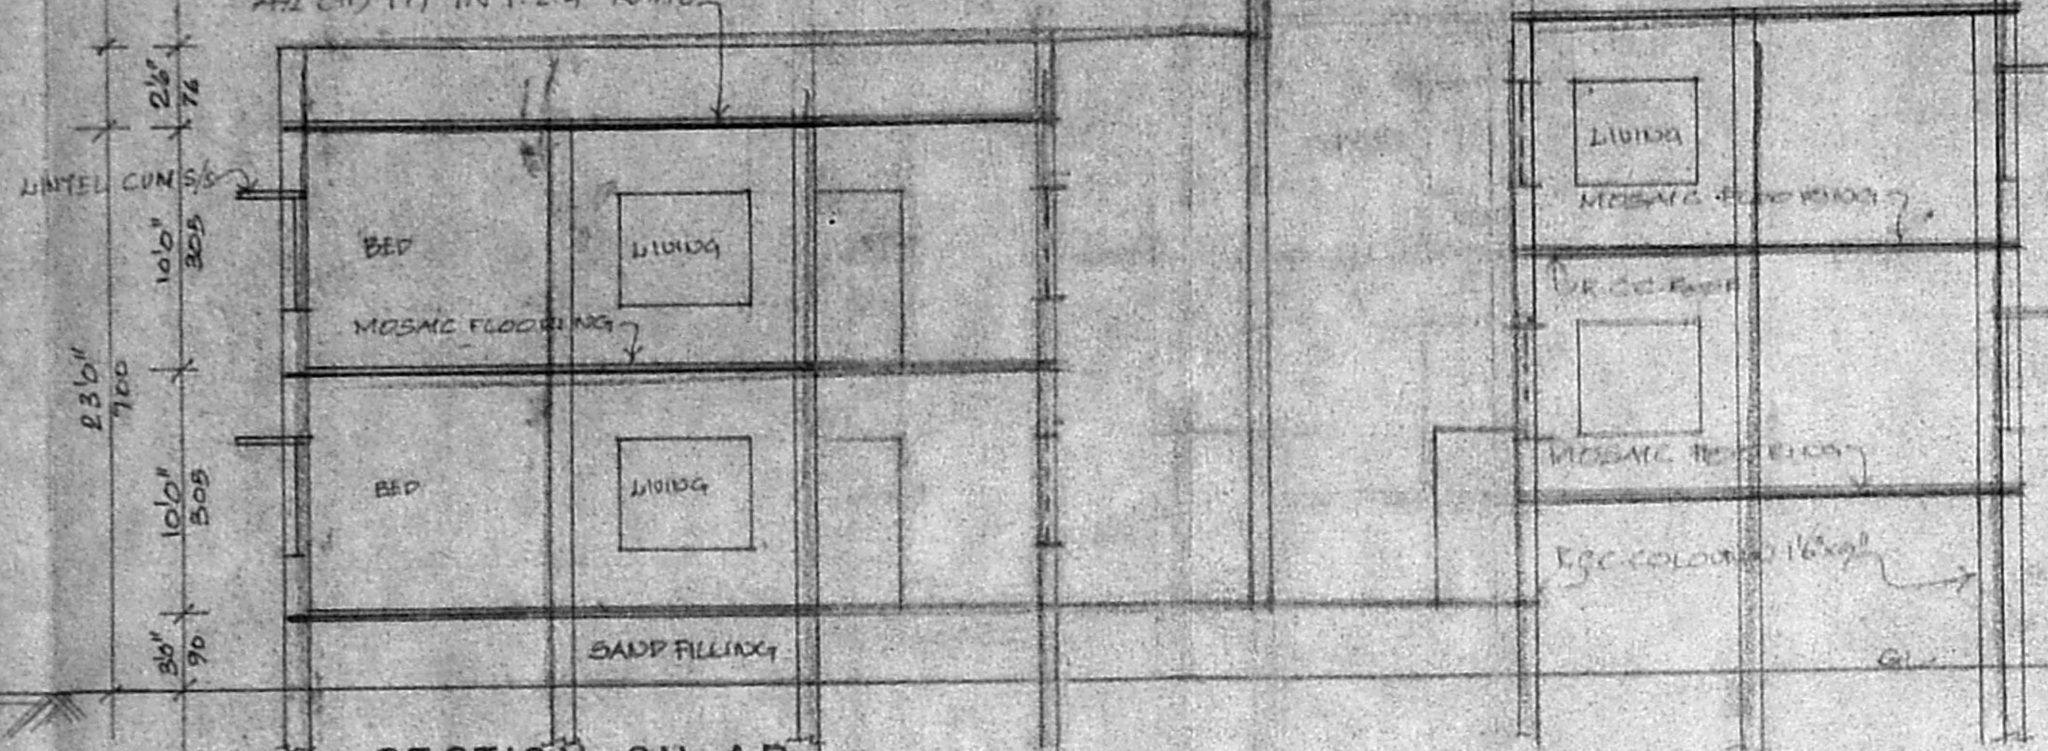 2'6"
76
LINTEL CUM S/S
10'0"
305
BED
LIVING
MOSAIC FLOORING
23'0"
700
10'0"
305
BED
LIVING
3'0"
90
SAND FILLING
LIVING
MOSAIC FLOORING
R.C.C. ROOF
MOSAIC FLOORING
R.C.C. COLOUMN 1'6"X9"
GL